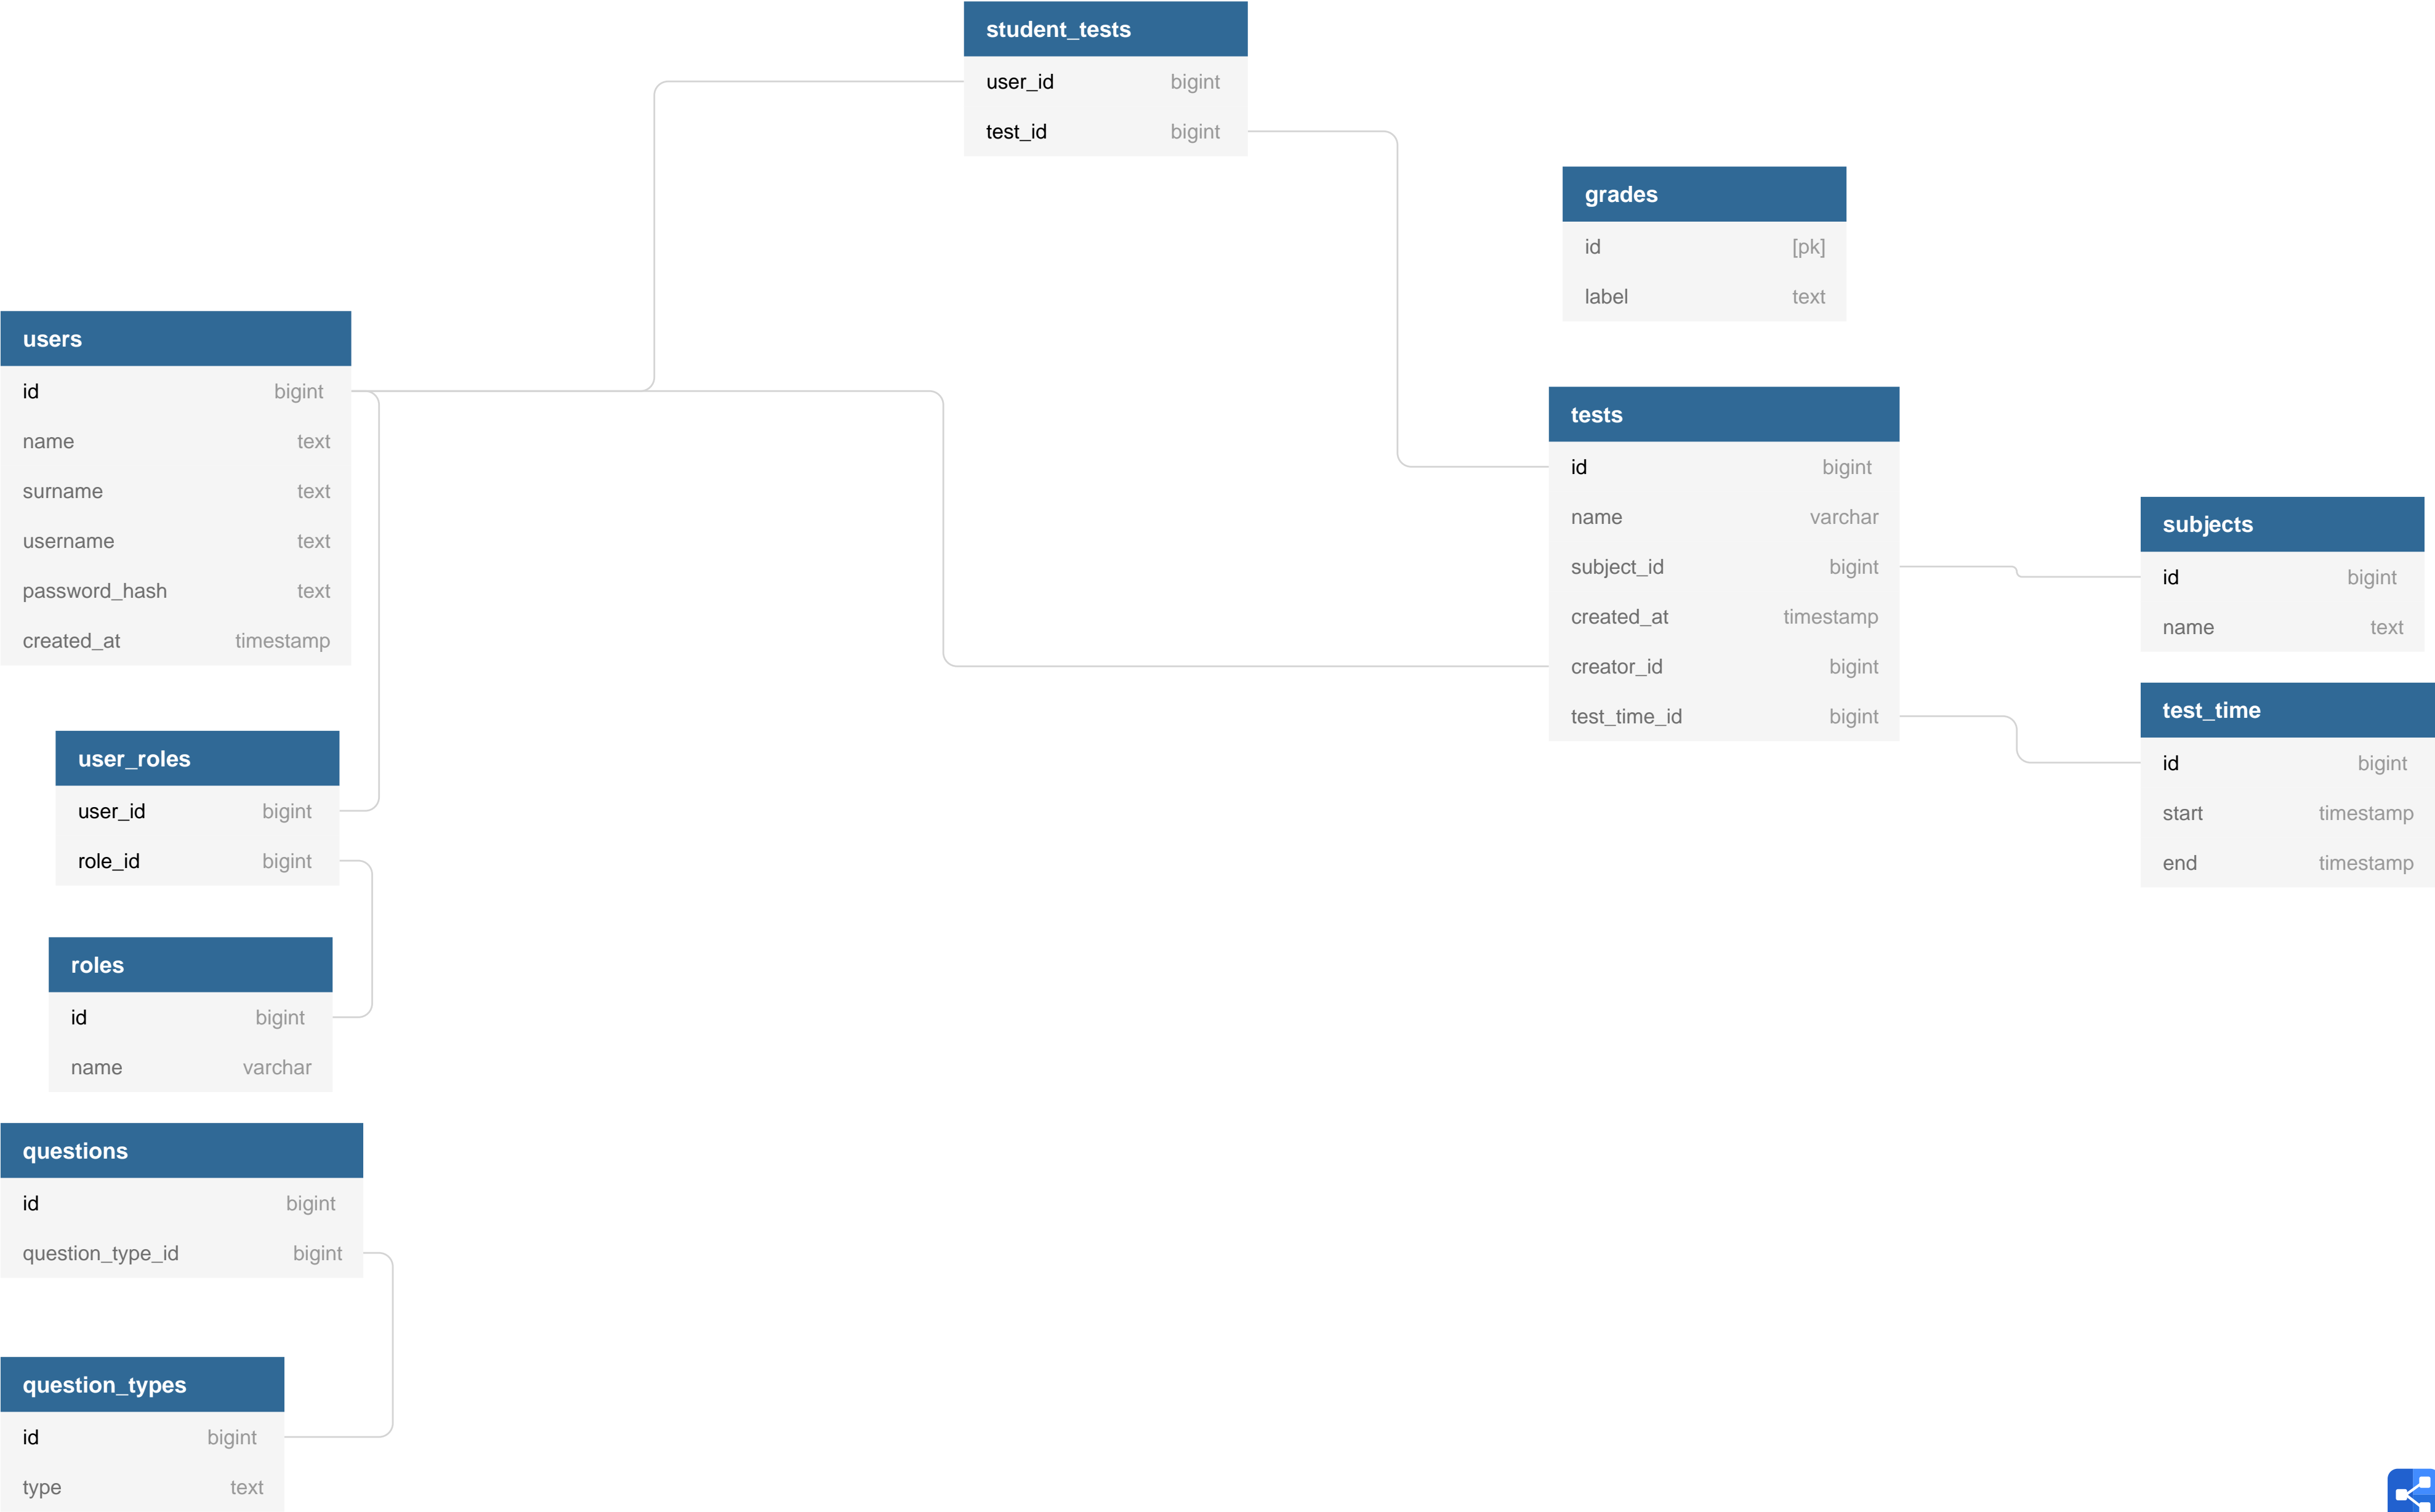 student_tests
user_id bigint
test_id bigint
grades
id [pk]
label text
users
id bigint
name text
surname text
username text
password_hash text
created_at timestamp
tests
id bigint
name varchar
subject_id bigint
created_at timestamp
creator_id bigint
test_time_id bigint
subjects
id bigint
name text
test_time
id bigint
start timestamp
end timestamp
user_roles
user_id bigint
role_id bigint
roles
id bigint
name varchar
questions
id bigint
question_type_id bigint
question_types
id bigint
type text